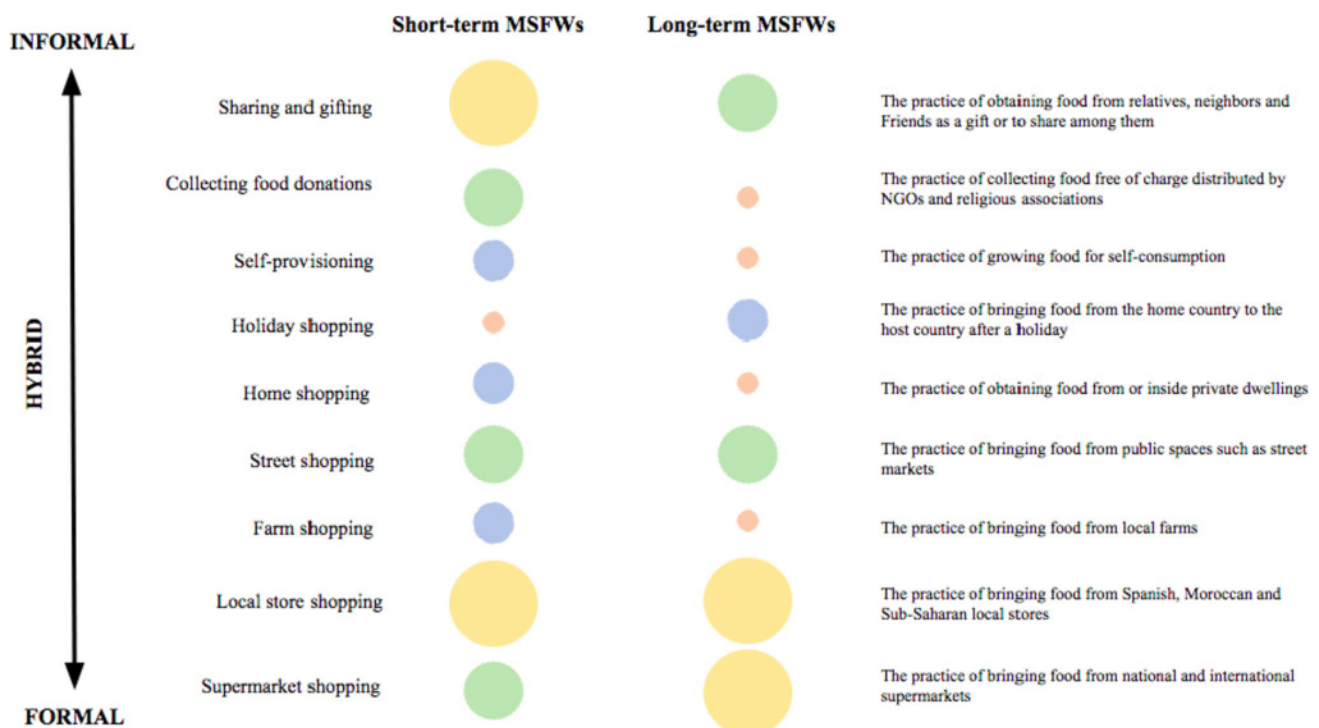 Short-term MSFWs
Long-term MSFWs
INFORMAL
HYBRID
FORMAL
Sharing and gifting
The practice of obtaining food from relatives, neighbors and
Friends as a gift or to share among them
Collecting food donations
The practice of collecting food free of charge distributed by
NGOs and religious associations
Self-provisioning
The practice of growing food for self-consumption
Holiday shopping
The practice of bringing food from the home country to the
host country after a holiday
Home shopping
The practice of obtaining food from or inside private dwellings
Street shopping
The practice of bringing food from public spaces such as street
markets
Farm shopping
The practice of bringing food from local farms
Local store shopping
The practice of bringing food from Spanish, Moroccan and
Sub-Saharan local stores
Supermarket shopping
The practice of bringing food from national and international
supermarkets